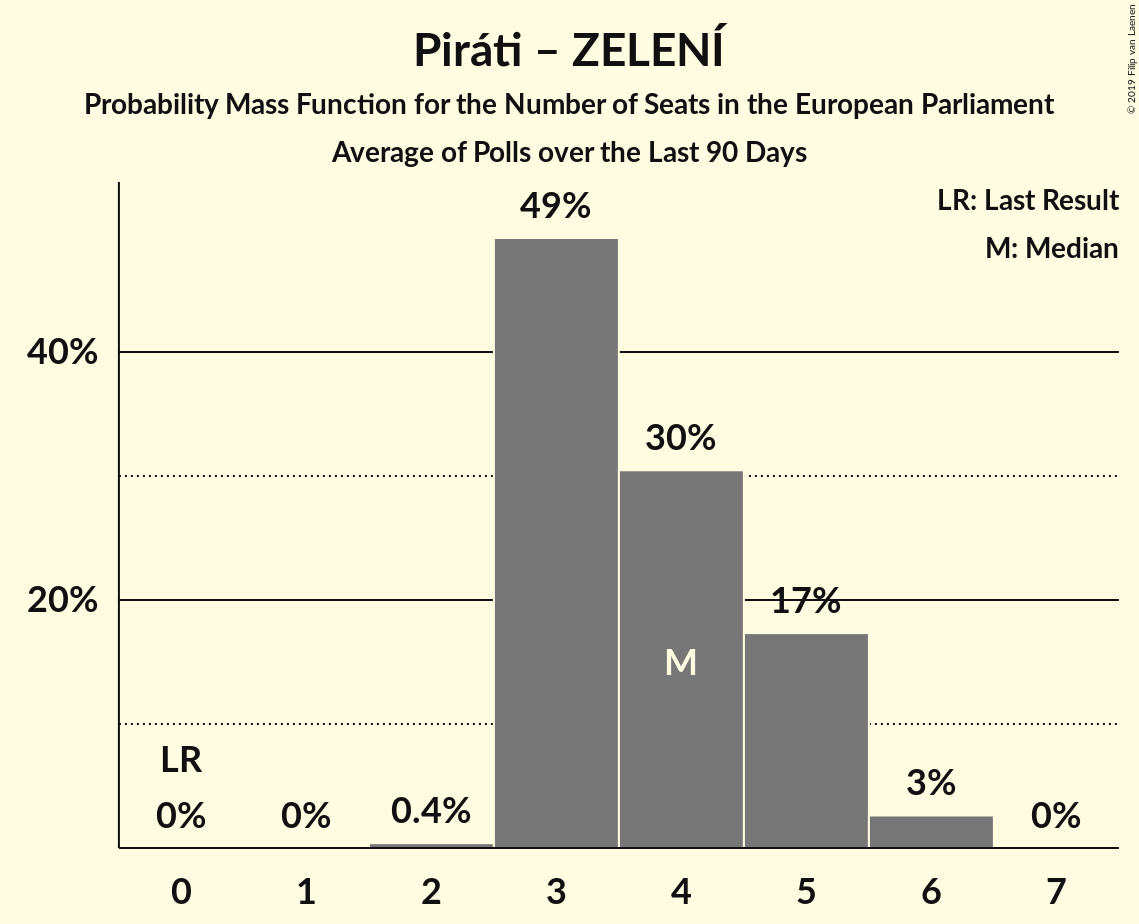 Piráti – ZELENÍ
Probability Mass Function for the Number of Seats in the European Parliament
Average of Polls over the Last 90 Days
© 2019 Filip van Laenen
LR: Last Result
M: Median
49%
40%
30%
20%
17%
M
LR
0%
0%
0.4%
3%
0%
0
1
2
3
4
5
6
7